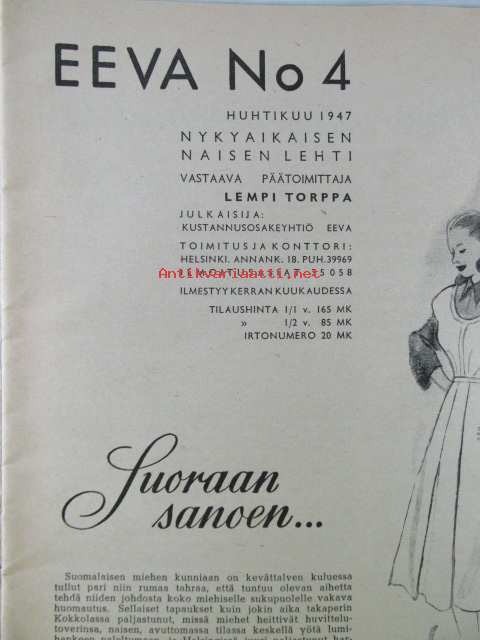 EEVA No 4
HUHTIKUU 1947
NYKYAIKAISEN
NAISEN LEHTI
VASTAAVA PÄÄTOIMITTAJA
LEMPI TORPPA
JULKAISIJA:
KUSTANNUSOSAKEYHTIÖ EEVA
TOIMITUS JA KONTTORI:
HELSINKI. ANNANK. 18. PUH. 39969
Antikvariaatti.net
ILMESTYY KERRAN KUUKAUDESSA
TILAUSHINTA 1/1 v. 165 MK
» 1/2 v. 85 MK
IRTONUMERO 20 MK
Suoraan
sanoen...
Suomalaisen miehen kunniaan on kevättalven kuluessa
tullut pari niin rumaa tahraa, että tuntuu olevan aihetta
tehdä niiden johdosta koko miehiselle sukupuolelle vakava
huomautus. Sellaiset tapaukset kuin jokin aika takaperin
Kokkolassa paljastunut, missä miehet heittivät huvittelu-
toverinsa, naisen, avuttomassa tilassa keskellä yötä lumi-